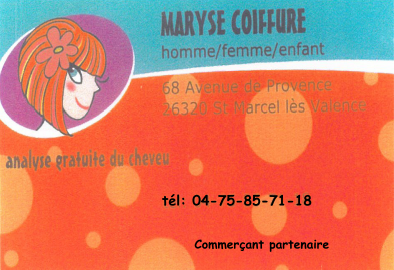 MARYSE COIFFURE
homme/femme/enfant
68 Avenue de Provence
26320 St Marcel lès Valence
analyse gratuite du cheveu
tél: 04-75-85-71-18
Commerçant partenaire